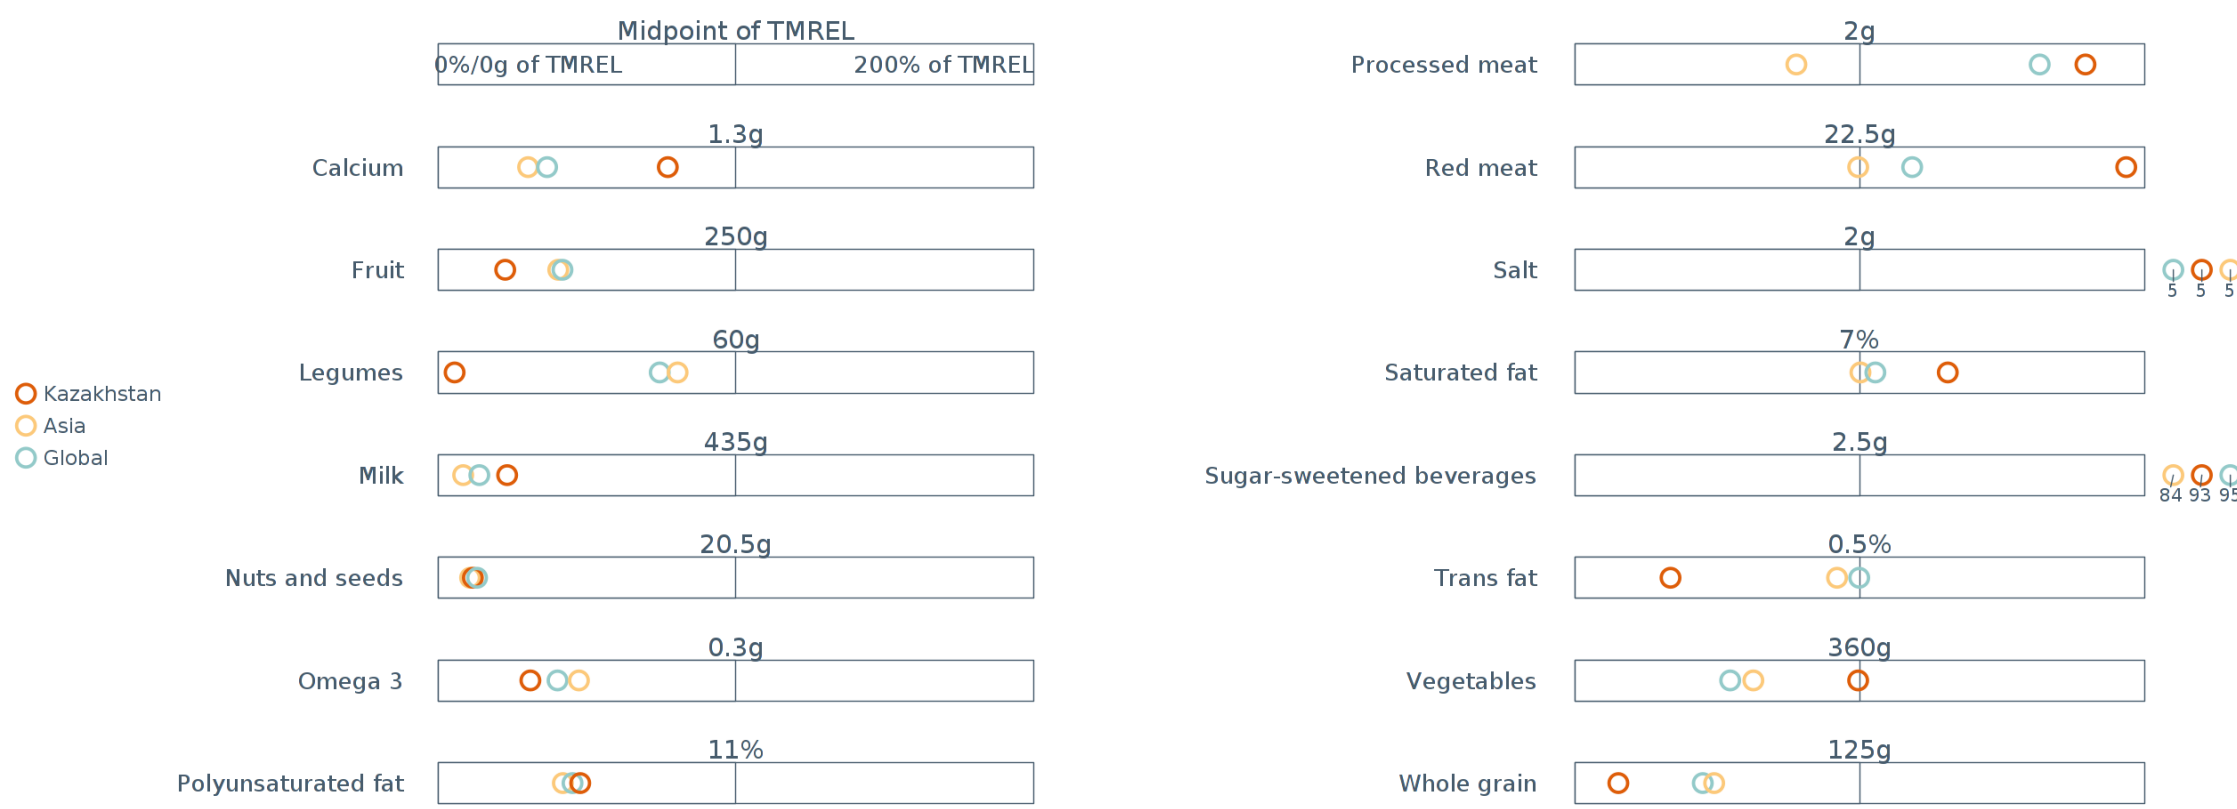 Midpoint of TMREL
0%/0g of TMREL
200% of TMREL
1.3g
Calcium
250g
Fruit
60g
Legumes
435g
Milk
20.5g
Nuts and seeds
0.3g
Omega 3
11%
Polyunsaturated fat
Kazakhstan
Asia
Global
2g
Processed meat
22.5g
Red meat
2g
Salt
5 5 5
7%
Saturated fat
2.5g
Sugar-sweetened beverages
84 93 95
0.5%
Trans fat
360g
Vegetables
125g
Whole grain